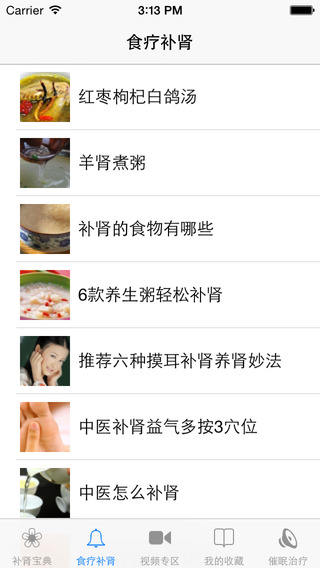 Carrier 3:13 PM
食疗补肾
红枣枸杞白鸽汤
羊肾煮粥
补肾的食物有哪些
6款养生粥轻松补肾
推荐六种摸耳补肾养肾妙法
中医补肾益气多按3穴位
中医怎么补肾
补肾宝典 食疗补肾 视频专区 我的收藏 催眠治疗